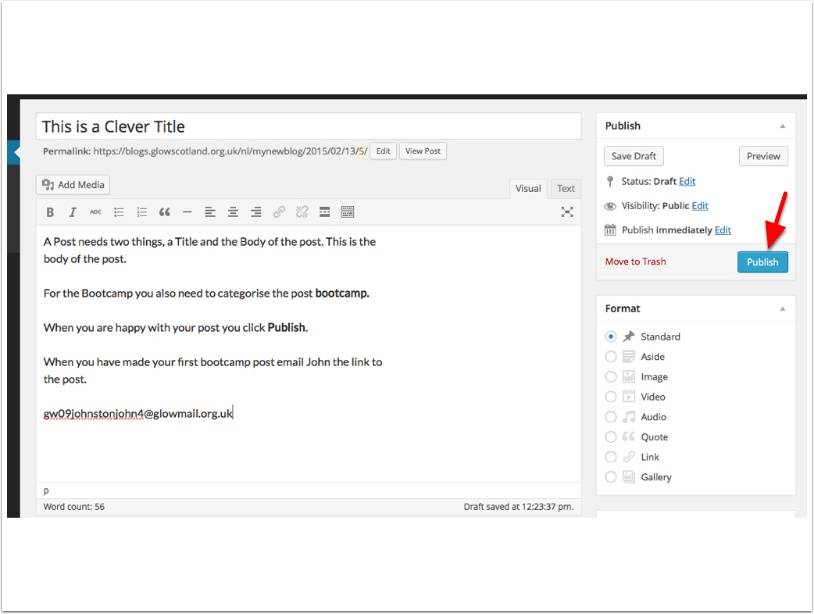 This is a Clever Title
Permalink: https://blogs.glowscotland.org.uk/nl/mynewblog/2015/02/13/5/ Edit View Post
Add Media
Visual Text
B I ABC
A Post needs two things, a Title and the Body of the post. This is the
body of the post.
For the Bootcamp you also need to categorise the post bootcamp.
When you are happy with your post you click Publish.
When you have made your first bootcamp post email John the link to
the post.
gw09johnstonjohn4@glowmail.org.uk
p
Word count: 56 Draft saved at 12:23:37 pm.
Publish
Save Draft Preview
Status: Draft Edit
Visibility: Public Edit
Publish immediately Edit
Move to Trash Publish
Format
Standard
Aside
Image
Video
Audio
Quote
Link
Gallery